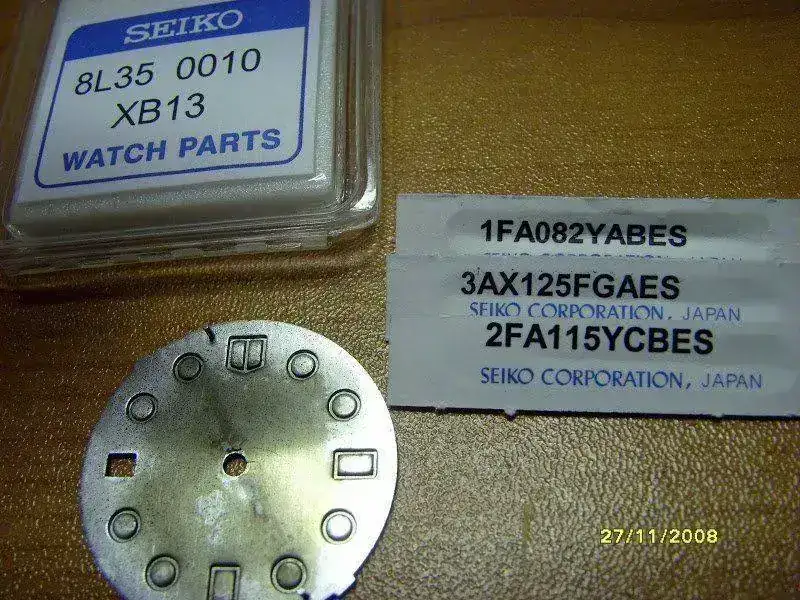 SEIKO
8L35 0010
XB13
WATCH PARTS
1FA082YABES
3AX125FGAES
SEIKO CORPORATION, JAPAN
2FA115YCBES
SEIKO CORPORATION, JAPAN
27/11/2008